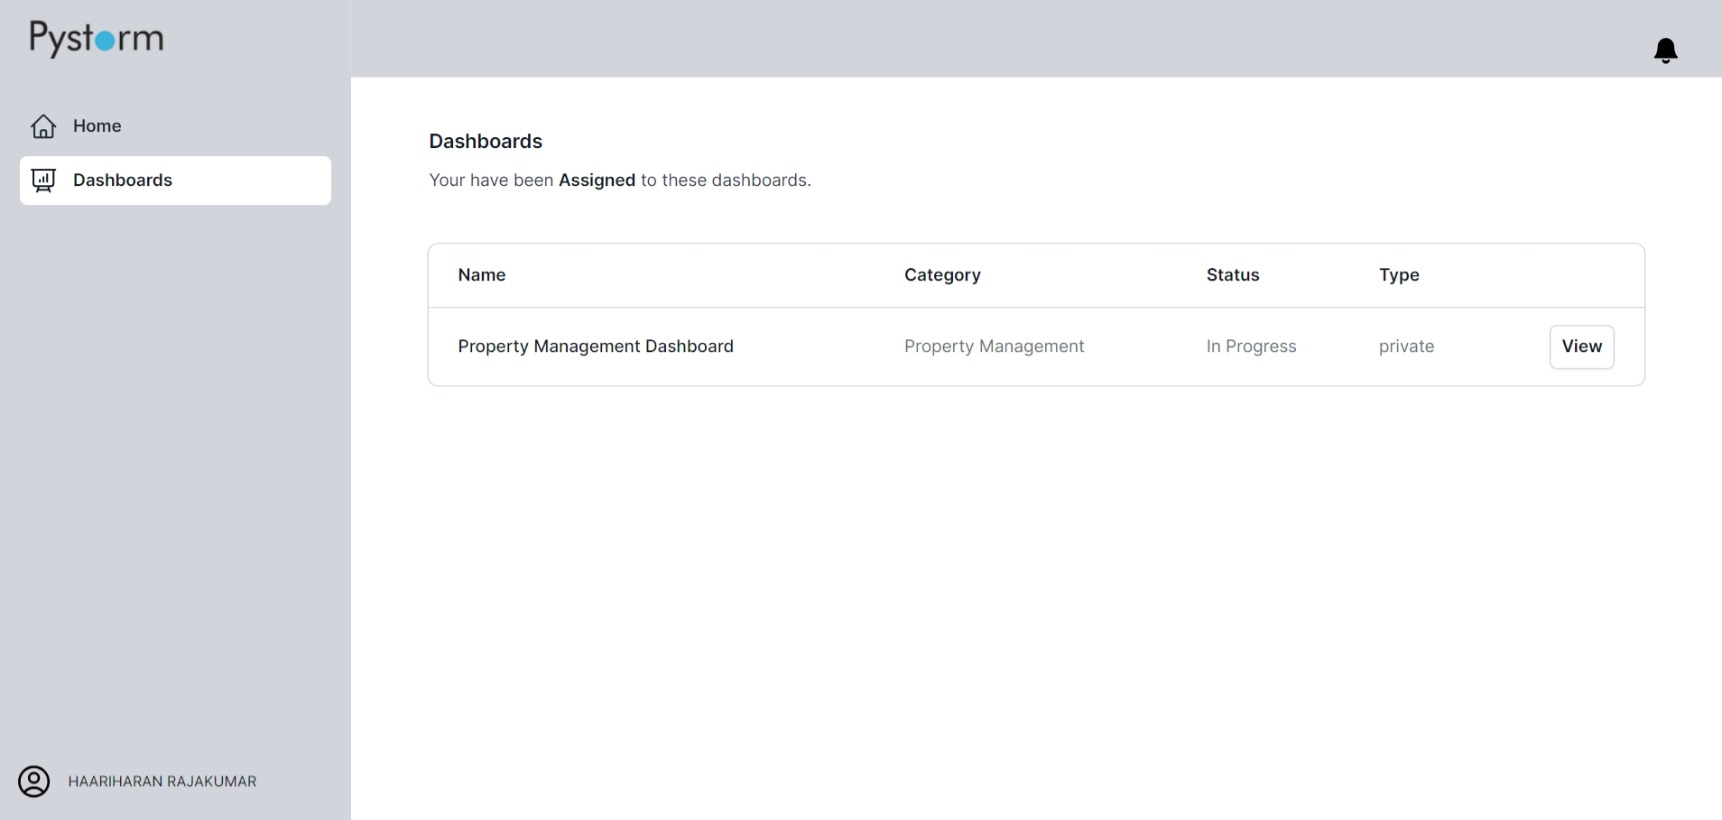 Pystorm
Home
Dashboards
Dashboards
Your have been Assigned to these dashboards.
Name Category Status Type
Property Management Dashboard Property Management In Progress private View
HAARIHARAN RAJAKUMAR